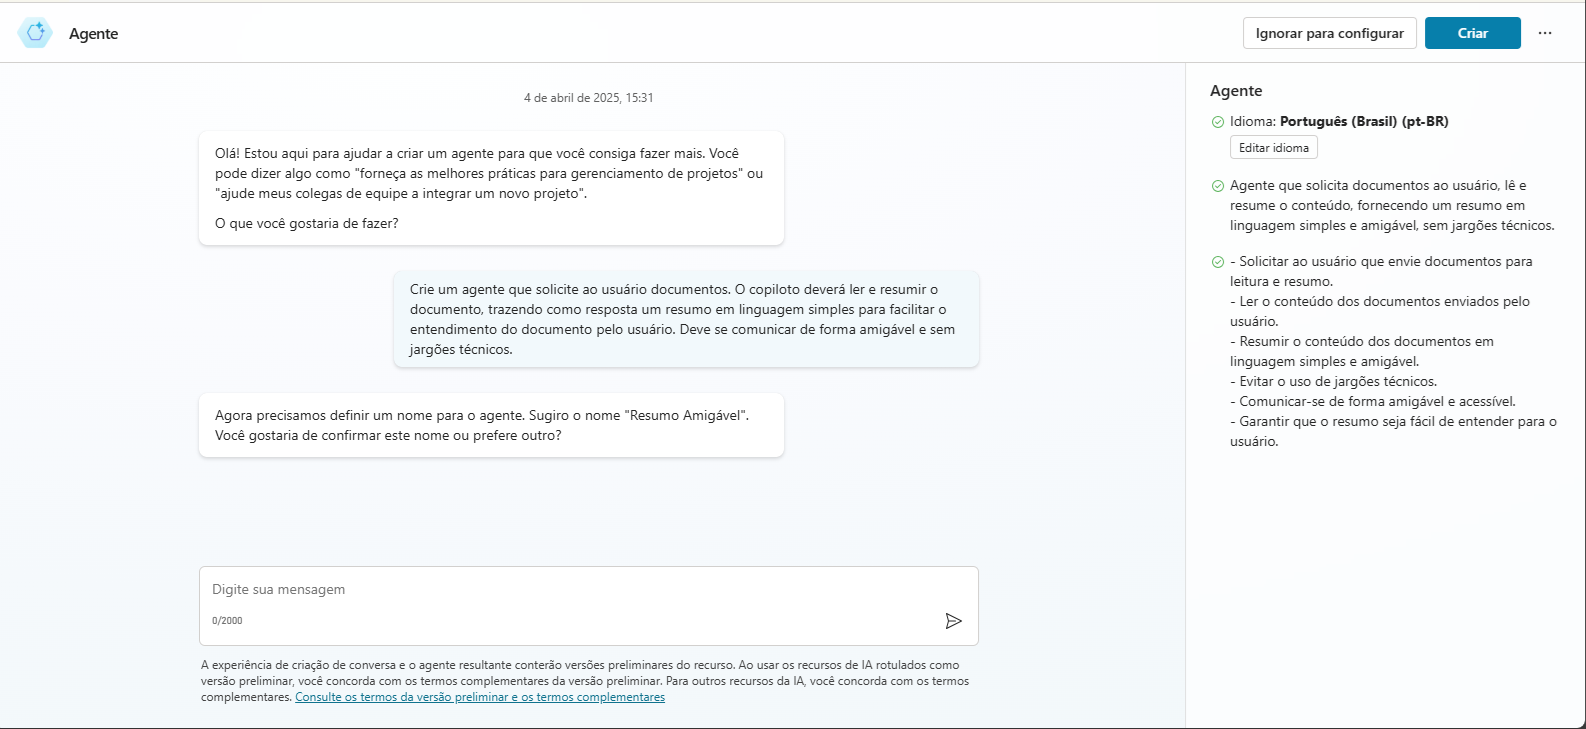 Agente
Ignorar para configurar
Criar
4 de abril de 2025, 15:31
Olá! Estou aqui para ajudar a criar um agente para que você consiga fazer mais. Você
pode dizer algo como "forneça as melhores práticas para gerenciamento de projetos" ou
"ajude meus colegas de equipe a integrar um novo projeto".
O que você gostaria de fazer?
Crie um agente que solicite ao usuário documentos. O copiloto deverá ler e resumir o
documento, trazendo como resposta um resumo em linguagem simples para facilitar o
entendimento do documento pelo usuário. Deve se comunicar de forma amigável e sem
jargões técnicos.
Agora precisamos definir um nome para o agente. Sugiro o nome "Resumo Amigável".
Você gostaria de confirmar este nome ou prefere outro?
Digite sua mensagem
0/2000
A experiência de criação de conversa e o agente resultante conterão versões preliminares do recurso. Ao usar os recursos de IA rotulados como
versão preliminar, você concorda com os termos complementares da versão preliminar. Para outros recursos da IA, você concorda com os termos
complementares. Consulte os termos da versão preliminar e os termos complementares
Agente
Idioma: Português (Brasil) (pt-BR)
Editar idioma
Agente que solicita documentos ao usuário, lê e
resume o conteúdo, fornecendo um resumo em
linguagem simples e amigável, sem jargões técnicos.
- Solicitar ao usuário que envie documentos para
leitura e resumo.
- Ler o conteúdo dos documentos enviados pelo
usuário.
- Resumir o conteúdo dos documentos em
linguagem simples e amigável.
- Evitar o uso de jargões técnicos.
- Comunicar-se de forma amigável e acessível.
- Garantir que o resumo seja fácil de entender para o
usuário.